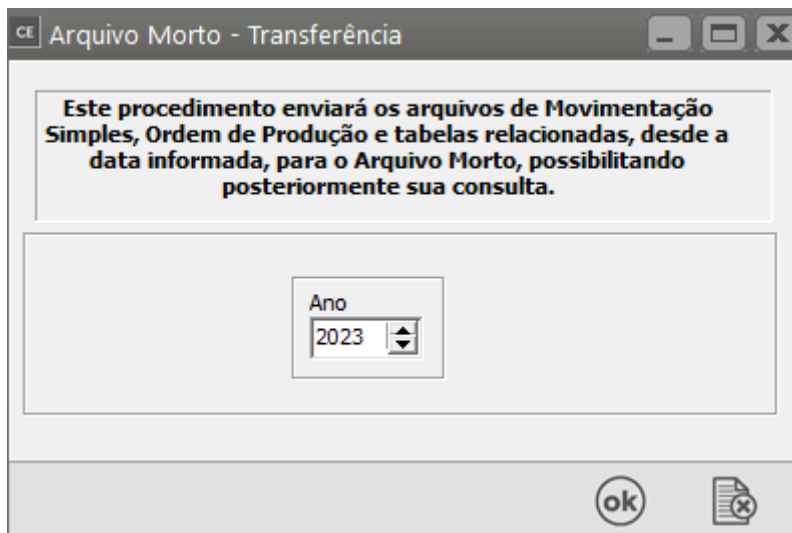 CE Arquivo Morto - Transferência
Este procedimento enviará os arquivos de Movimentação
Simples, Ordem de Produção e tabelas relacionadas, desde a
data informada, para o Arquivo Morto, possibilitando
posteriormente sua consulta.
Ano
2023
ok